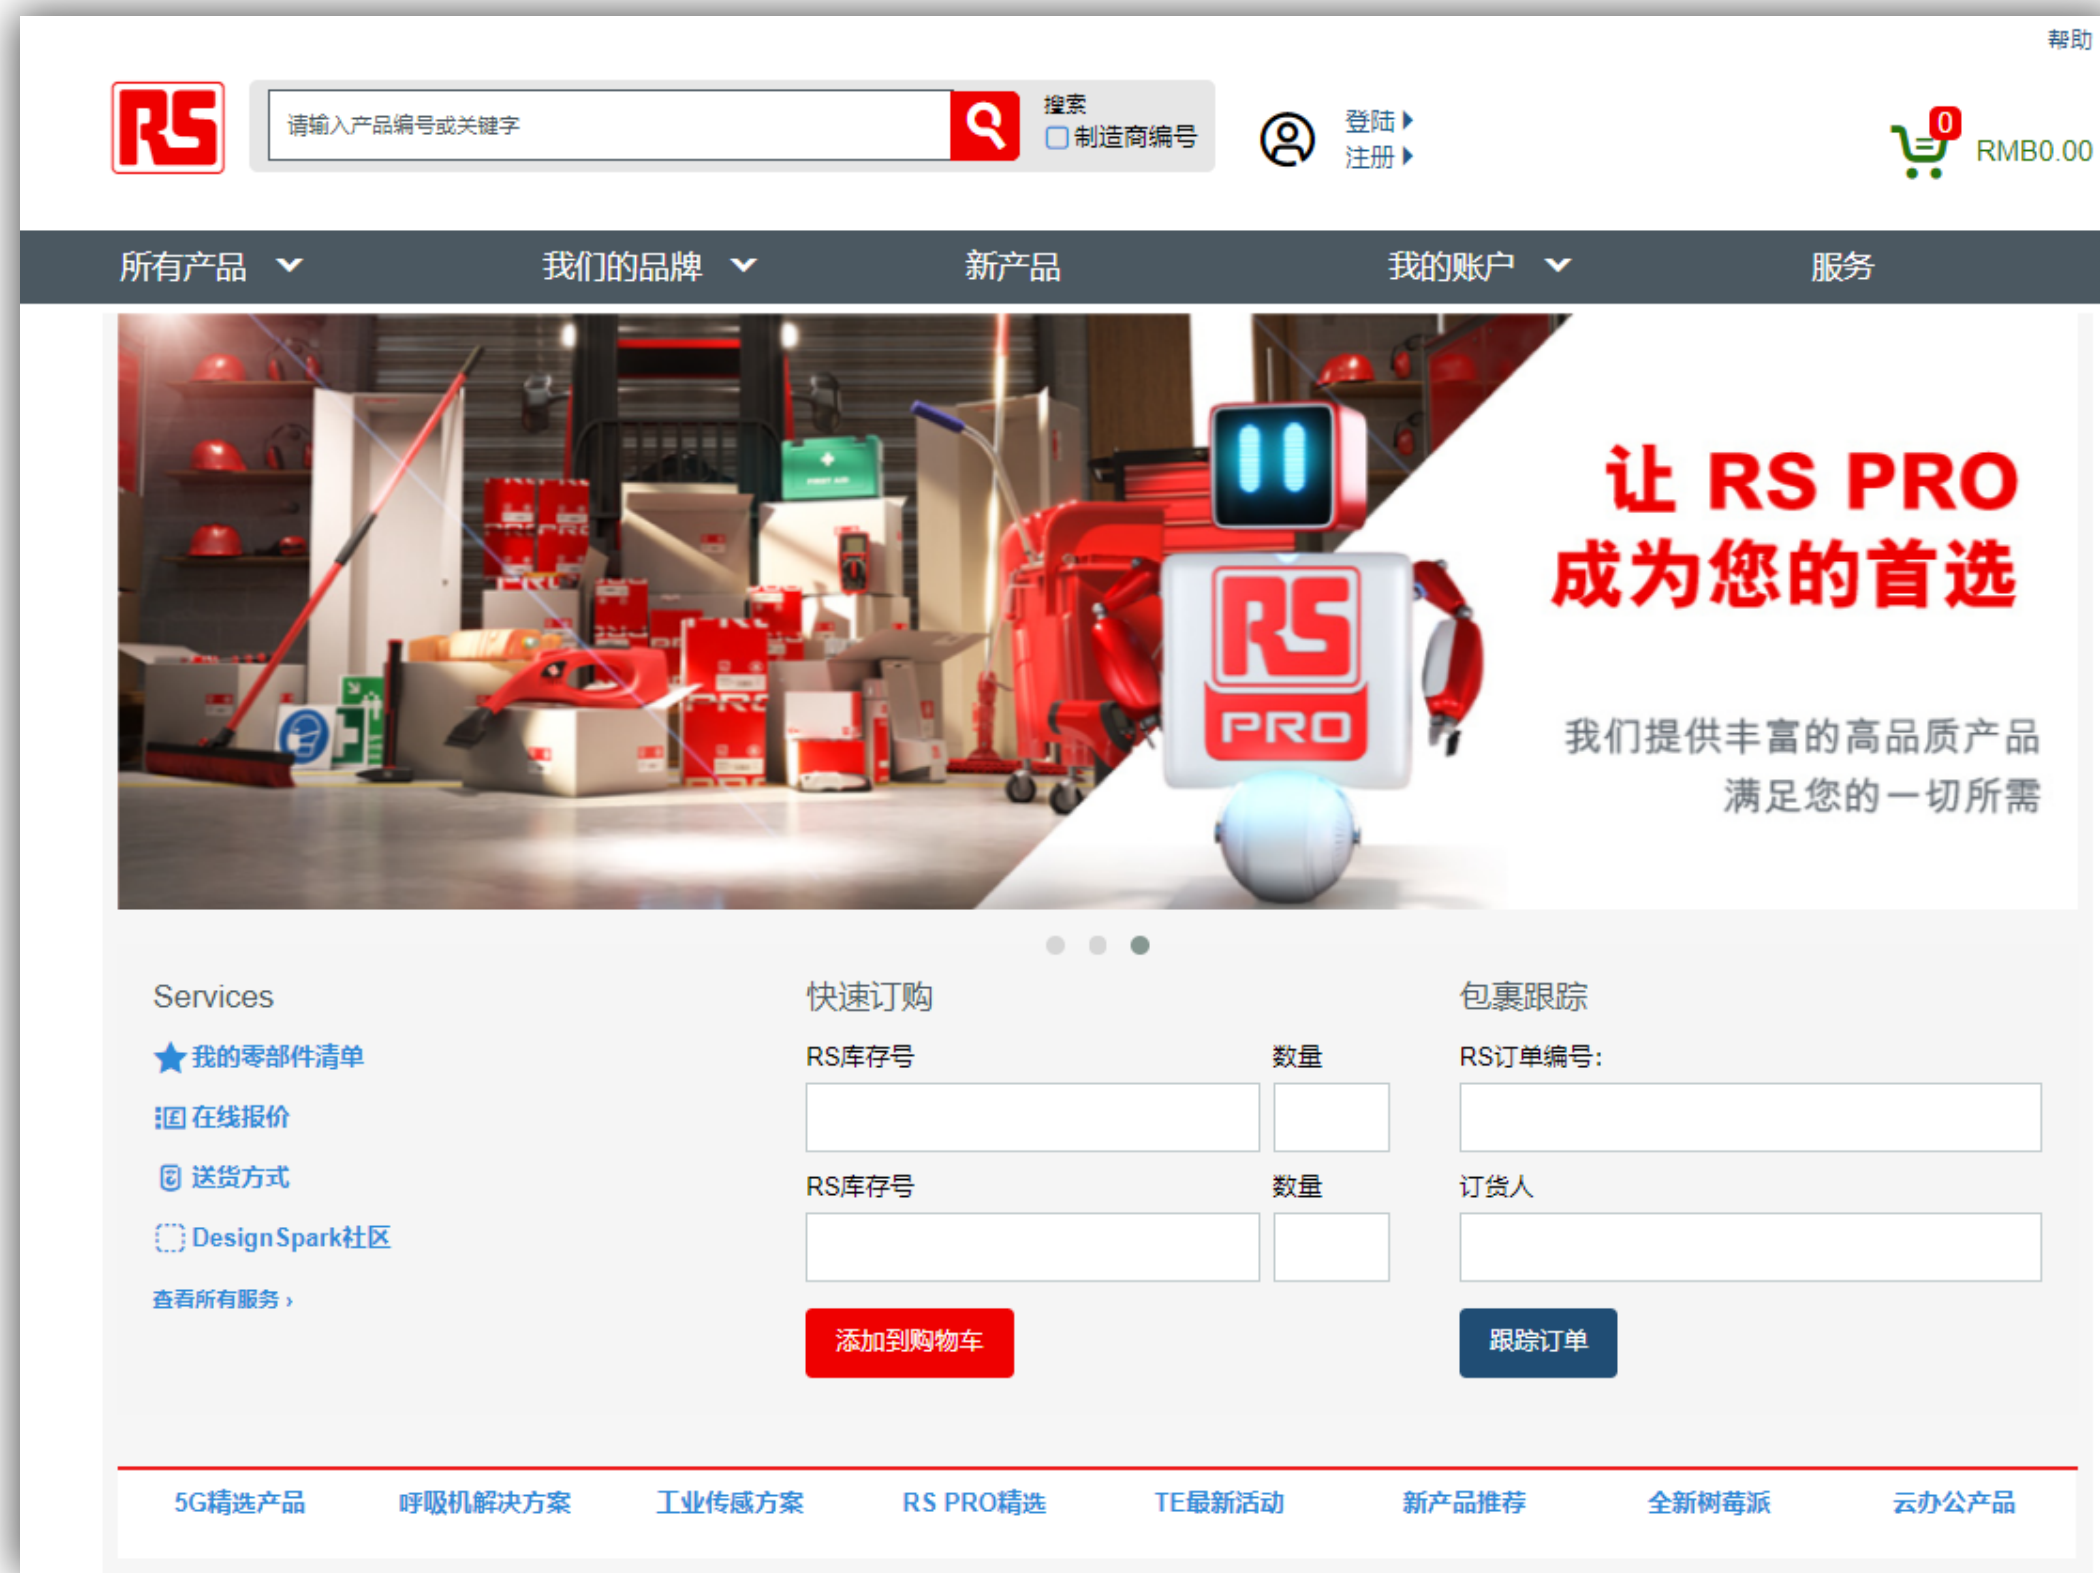 帮助
RS
请输入产品编号或关键字
搜索
制造商编号
登陆
注册
0
RMB0.00
所有产品
我们的品牌
新产品
我的账户
服务
FIRST AID
让 RS PRO
成为您的首选
RS
PRO
我们提供丰富的高品质产品
满足您的一切所需
Services
我的零部件清单
在线报价
送货方式
DesignSpark社区
查看所有服务 ›
快速订购
RS库存号 数量
RS库存号 数量
添加到购物车
包裹跟踪
RS订单编号:
订货人
跟踪订单
5G精选产品 呼吸机解决方案 工业传感方案 RS PRO精选 TE最新活动 新产品推荐 全新树莓派 云办公产品